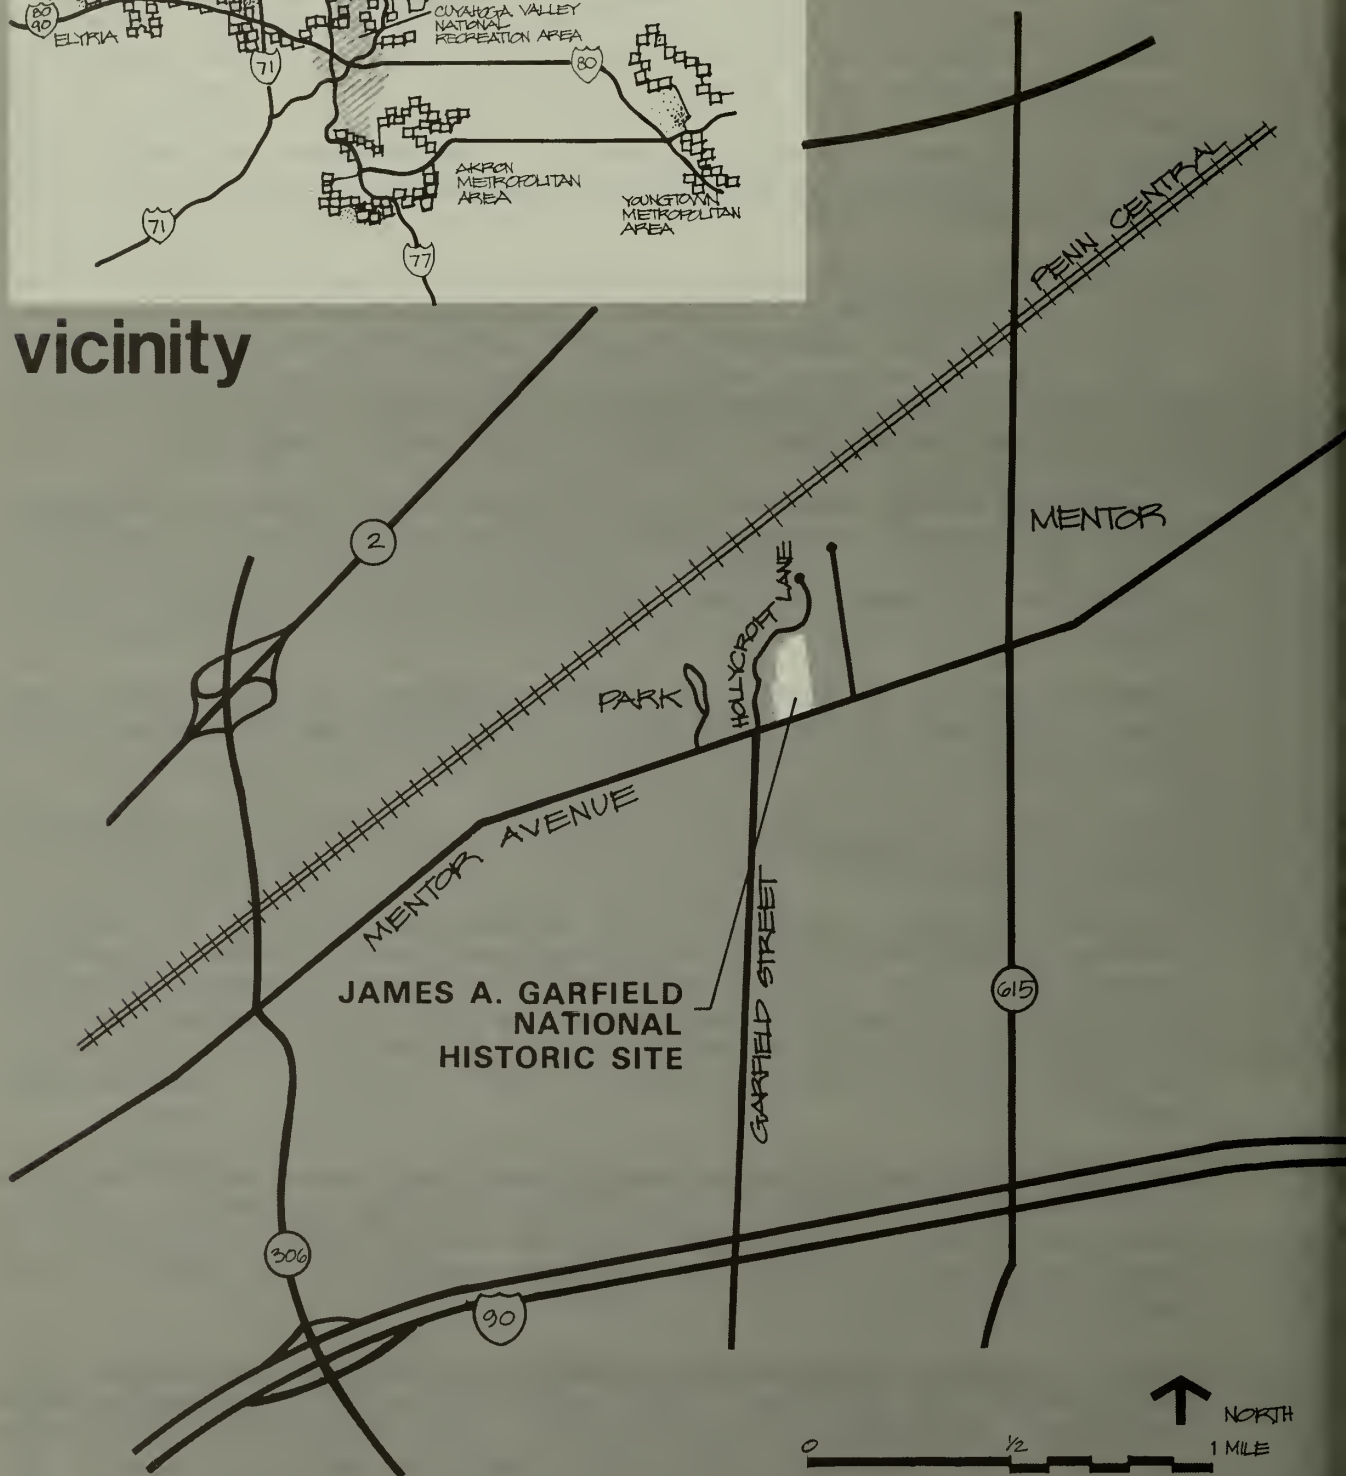 80
90
ELYRIA
CUYAHOGA VALLEY
NATIONAL
RECREATION AREA
71
80
AKRON
METROPOLITAN
AREA
YOUNGTOWN
METROPOLITAN
AREA
71
77
vicinity
PENN CENTRAL
2
MENTOR
HOLLYCROFT LANE
PARK
MENTOR AVENUE
JAMES A. GARFIELD
NATIONAL
HISTORIC SITE
GARFIELD STREET
615
306
90
NORTH
0 1/2 1 MILE